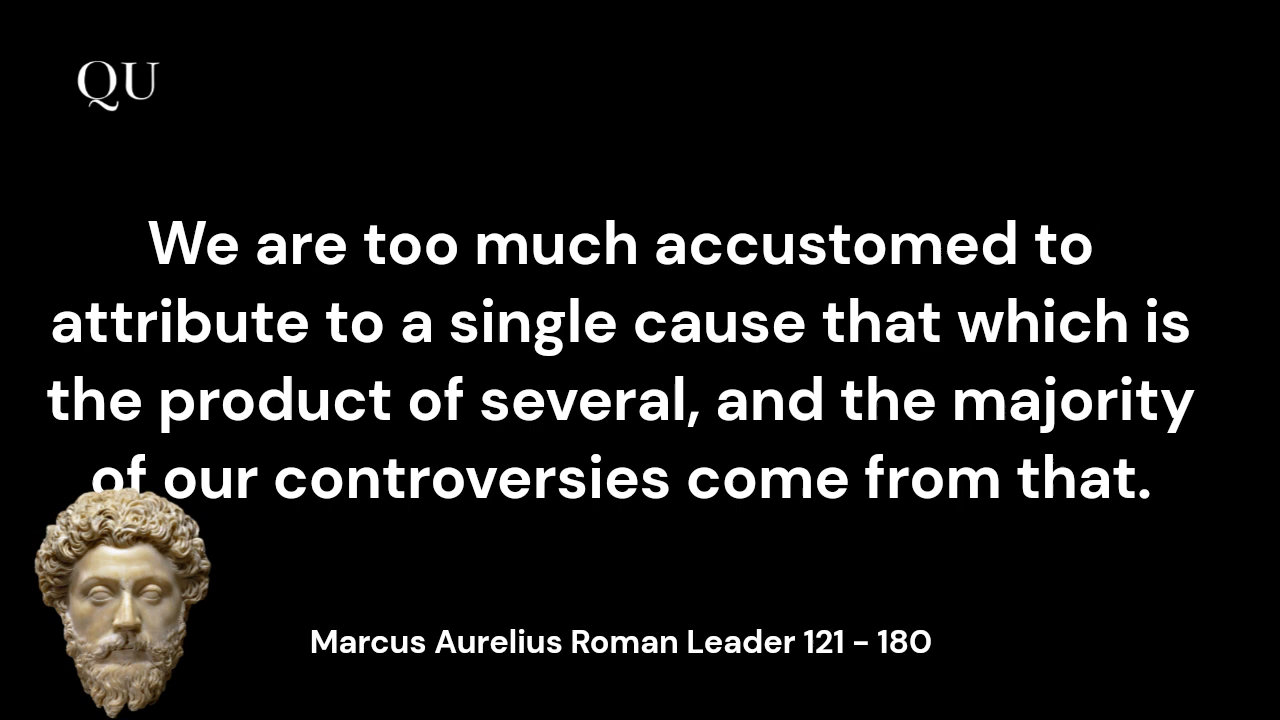 QU
We are too much accustomed to
attribute to a single cause that which is
the product of several, and the majority
of our controversies come from that.
Marcus Aurelius Roman Leader 121 - 180